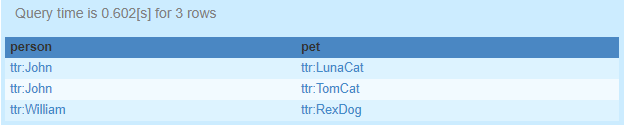 Query time is 0.602[s] for 3 rows
person pet
ttr:John ttr:LunaCat
ttr:John ttr:TomCat
ttr:William ttr:RexDog